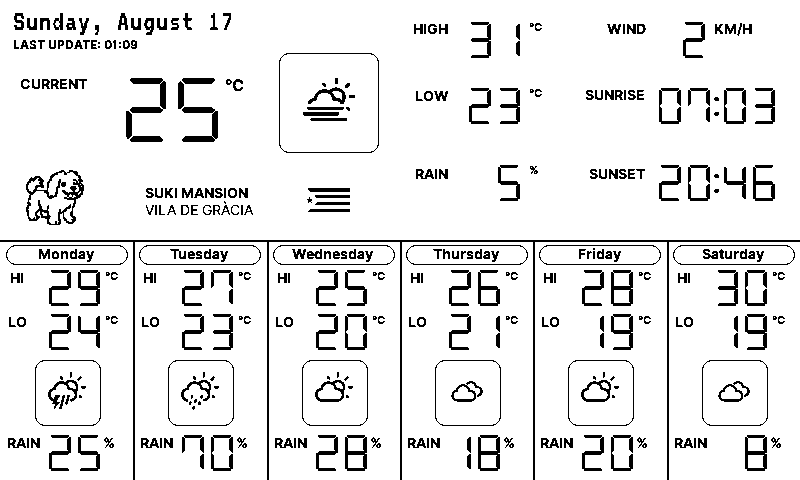 Sunday, August 17
LAST UPDATE: 01:09
CURRENT 25 °C
SUKI MANSION
VILA DE GRÀCIA
HIGH 31 °C
LOW 23 °C
RAIN 5 %
WIND 2 KM/H
SUNRISE 07:03
SUNSET 20:46
Monday
HI 29 °C
LO 24 °C
RAIN 25 %
Tuesday
HI 27 °C
LO 23 °C
RAIN 70 %
Wednesday
HI 25 °C
LO 20 °C
RAIN 28 %
Thursday
HI 26 °C
LO 21 °C
RAIN 18 %
Friday
HI 28 °C
LO 19 °C
RAIN 20 %
Saturday
HI 30 °C
LO 19 °C
RAIN 8 %